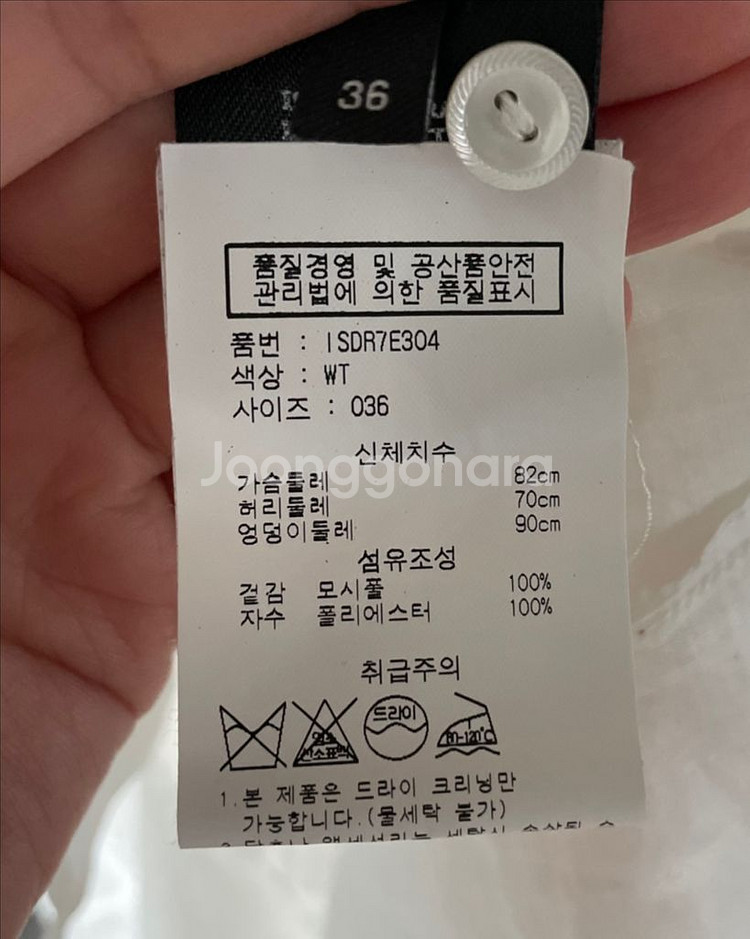 36
품질경영 및 공산품안전
관리법에 의한 품질표시
품번 : ISDR7E304
색상 : WT
사이즈 : 036
신체치수
Joonggonara
가슴둘레 82cm
허리둘레 70cm
엉덩이둘레 90cm
섬유조성
겉감 모시풀 100%
자수 폴리에스터 100%
취급주의
드라이
80-120℃
1.본 제품은 드라이 크리닝만
가능합니다.(물세탁 불가)